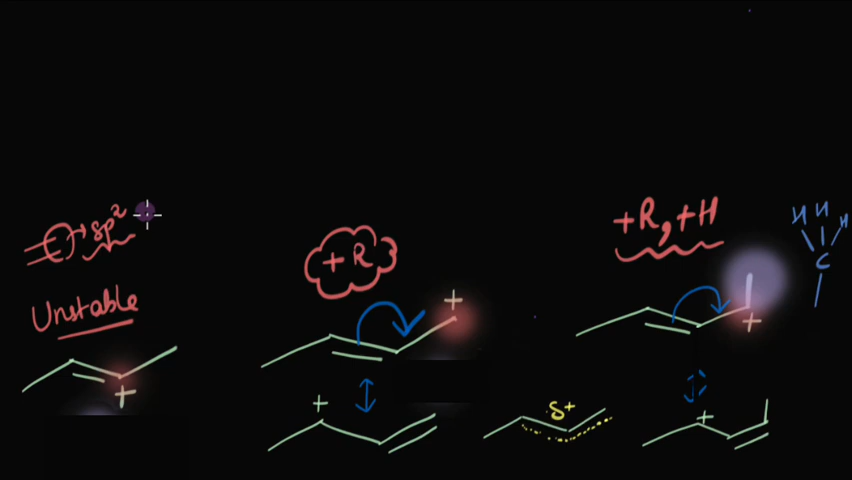 sp²
Unstable
+
+ R
+
+
δ+
+R, +H
+
+
H H H
C